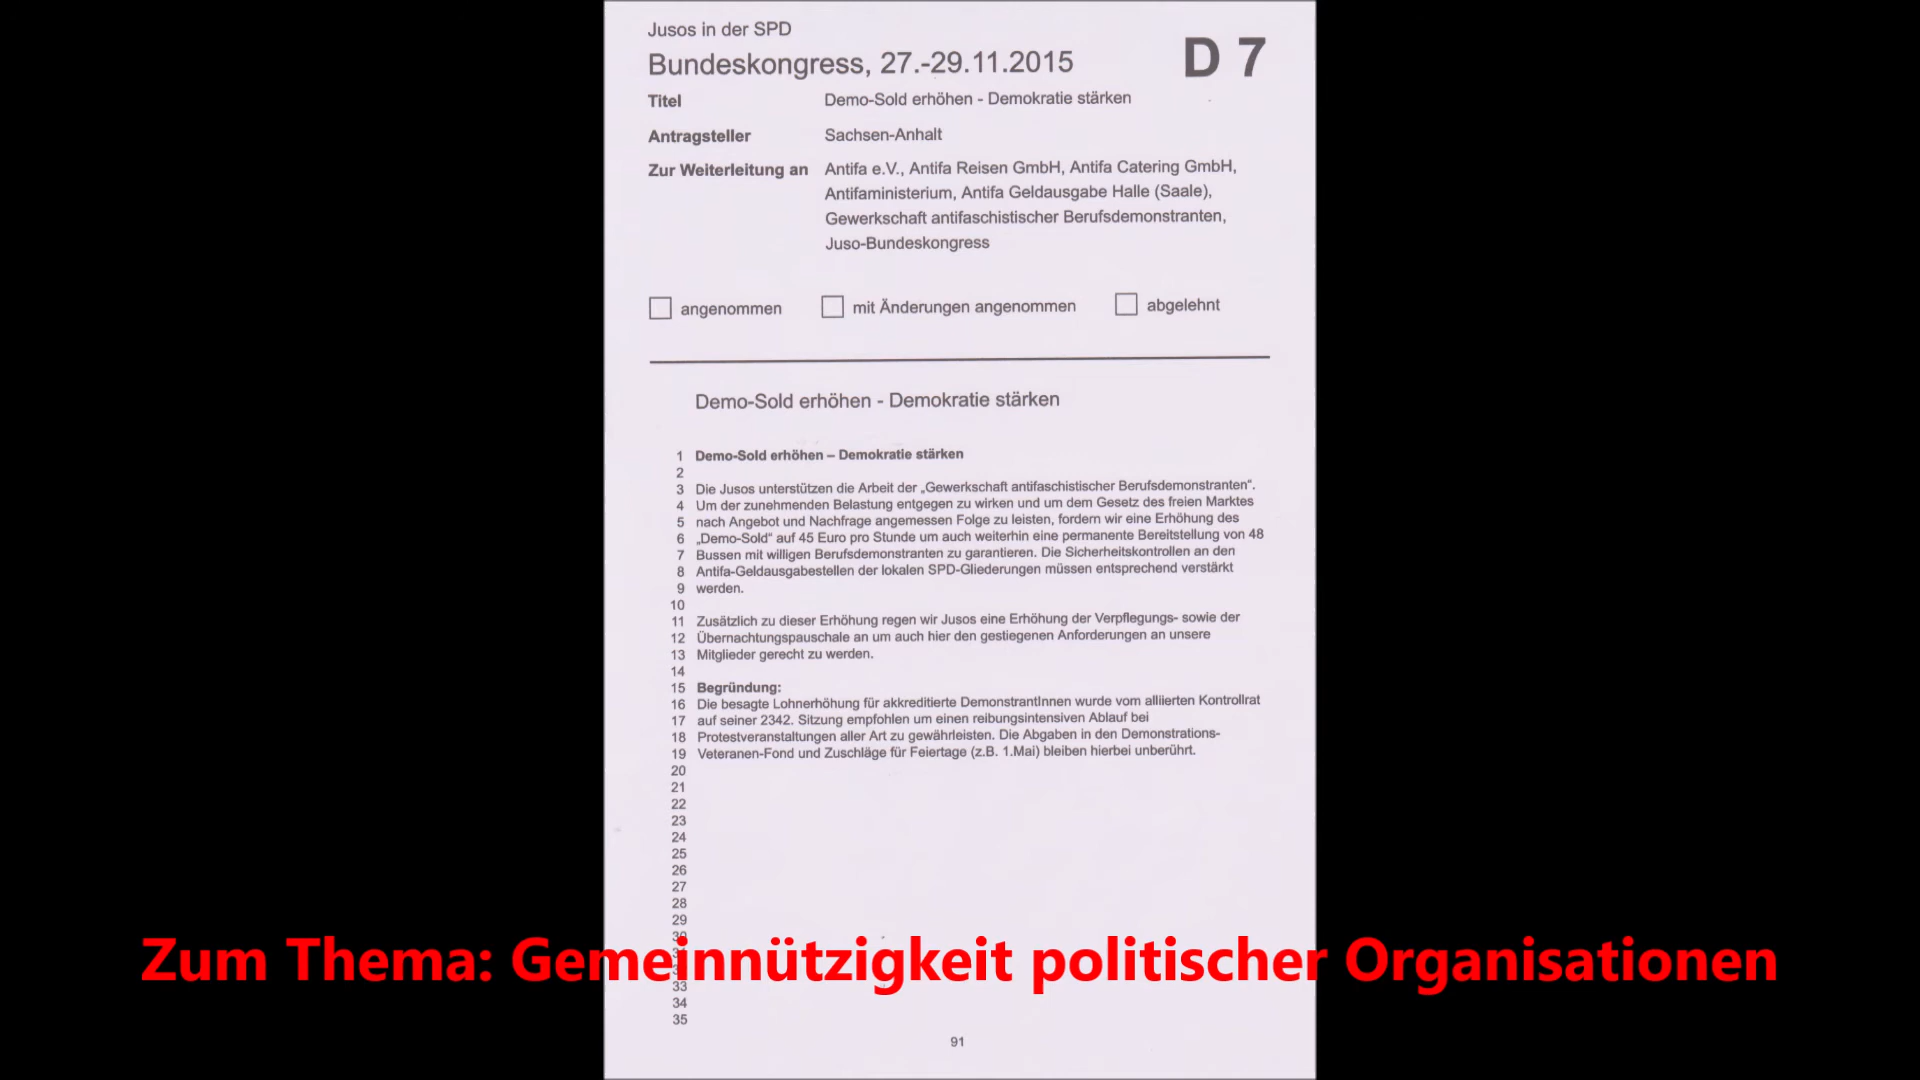 Jusos in der SPD
Bundeskongress, 27.-29.11.2015
D 7
Titel Demo-Sold erhöhen - Demokratie stärken
Antragsteller Sachsen-Anhalt
Zur Weiterleitung an Antifa e.V., Antifa Reisen GmbH, Antifa Catering GmbH,
Antifaministerium, Antifa Geldausgabe Halle (Saale),
Gewerkschaft antifaschistischer Berufsdemonstranten,
Juso-Bundeskongress
angenommen mit Änderungen angenommen abgelehnt
Demo-Sold erhöhen - Demokratie stärken
1 Demo-Sold erhöhen – Demokratie stärken
2
3 Die Jusos unterstützen die Arbeit der „Gewerkschaft antifaschistischer Berufsdemonstranten“.
4 Um der zunehmenden Belastung entgegen zu wirken und um dem Gesetz des freien Marktes
5 nach Angebot und Nachfrage angemessen Folge zu leisten, fordern wir eine Erhöhung des
6 „Demo-Sold“ auf 45 Euro pro Stunde um auch weiterhin eine permanente Bereitstellung von 48
7 Bussen mit willigen Berufsdemonstranten zu garantieren. Die Sicherheitskontrollen an den
8 Antifa-Geldausgabestellen der lokalen SPD-Gliederungen müssen entsprechend verstärkt
9 werden.
10
11 Zusätzlich zu dieser Erhöhung regen wir Jusos eine Erhöhung der Verpflegungs- sowie der
12 Übernachtungspauschale an um auch hier den gestiegenen Anforderungen an unsere
13 Mitglieder gerecht zu werden.
14
15 Begründung:
16 Die besagte Lohnerhöhung für akkreditierte DemonstrantInnen wurde vom alliierten Kontrollrat
17 auf seiner 2342. Sitzung empfohlen um einen reibungsintensiven Ablauf bei
18 Protestveranstaltungen aller Art zu gewährleisten. Die Abgaben in den Demonstrations-
19 Veteranen-Fond und Zuschläge für Feiertage (z.B. 1.Mai) bleiben hierbei unberührt.
20
21
22
23
24
25
26
27
28
29
30
Zum Thema: Gemeinnützigkeit politischer Organisationen
33
34
35
91